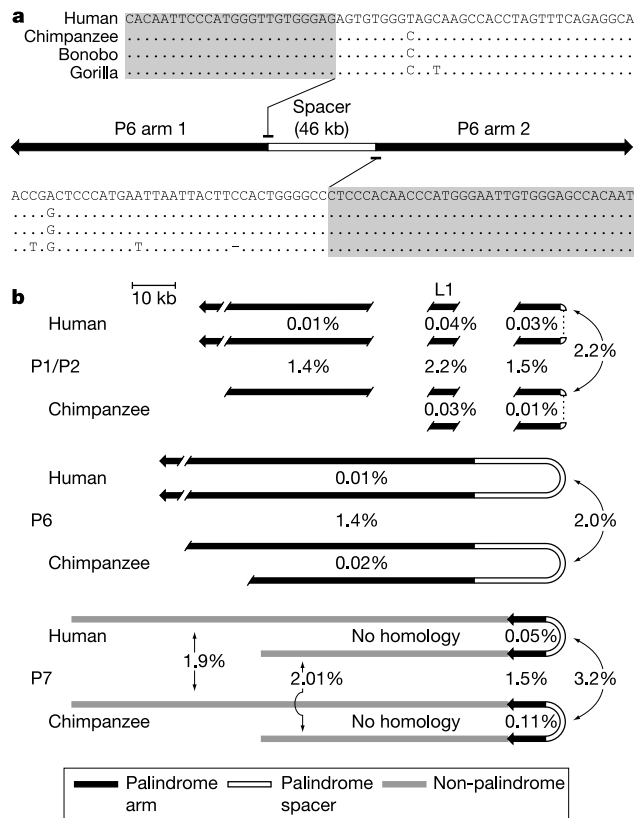 a
Human CACAATTCCCATGGGTTGTGGGAGAGTGTGGGTAGCAAGCCACCTAGTTTCAGAGGCA
Chimpanzee ................................C.........................
Bonobo ................................C.........................
Gorilla ................................C..T......................
P6 arm 1 Spacer (46 kb) P6 arm 2
ACCGACTCCCATGAATTAATTACTTCCACTGGGGCCCTCCCACAACCCATGGGAATTGTGGGAGCCACAAT
....G..................................................................
....G..................................................................
..T.G.........T..........-.............................................
b
10 kb
L1
Human 0.01% 0.04% 0.03%
P1/P2 1.4% 2.2% 1.5% 2.2%
Chimpanzee 0.03% 0.01%
Human 0.01%
P6 1.4% 2.0%
Chimpanzee 0.02%
Human No homology 0.05%
1.9%
P7 2.01% 1.5% 3.2%
Chimpanzee No homology 0.11%
Palindrome arm
Palindrome spacer
Non-palindrome